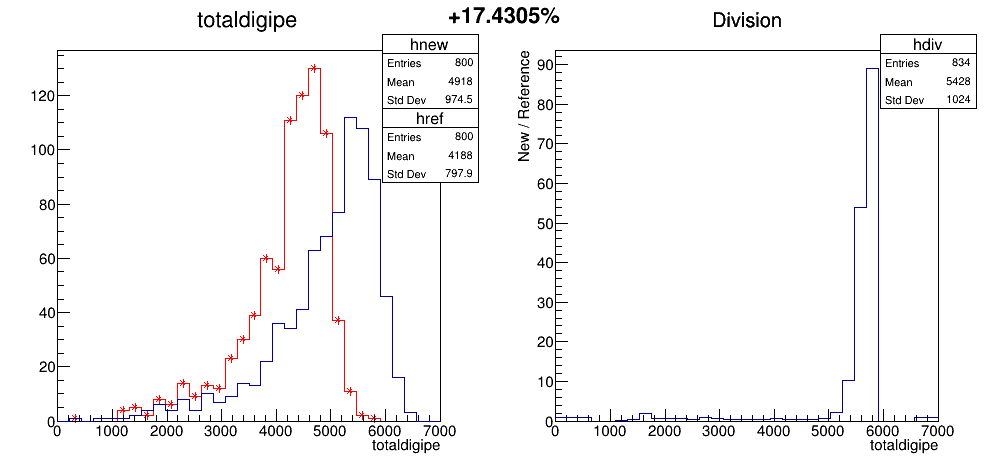 +17.4305%
totaldigipe
hnew
Entries 800
Mean 4918
Std Dev 974.5
href
Entries 800
Mean 4188
Std Dev 797.9
120
100
80
60
40
20
0
0 1000 2000 3000 4000 5000 6000 7000
totaldigipe
Division
hdiv
Entries 834
Mean 5428
Std Dev 1024
New / Reference
90
80
70
60
50
40
30
20
10
0
0 1000 2000 3000 4000 5000 6000 7000
totaldigipe